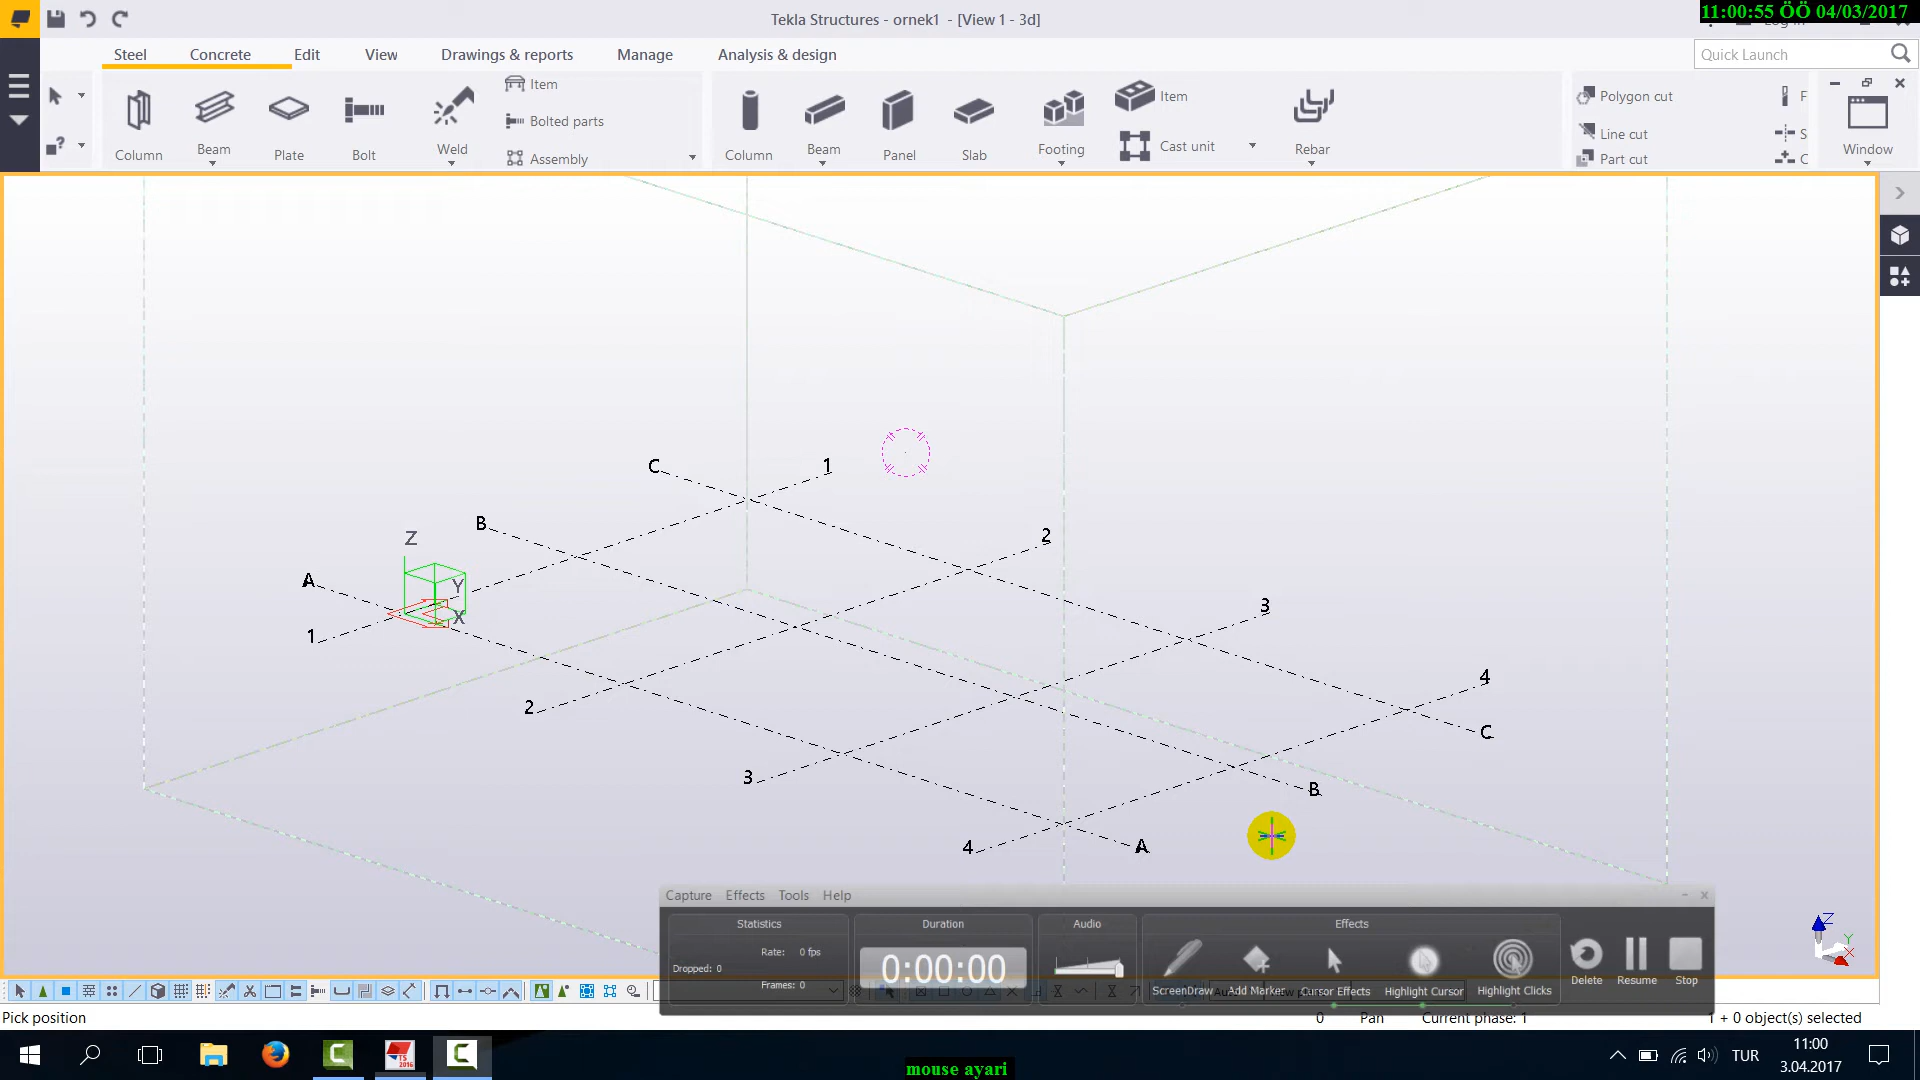 Tekla Structures - ornek1 - [View 1 - 3d]
11:00:55 ÖÖ 04/03/2017
Steel
Concrete
Edit
View
Drawings & reports
Manage
Analysis & design
Quick Launch
Column
Beam
Plate
Bolt
Weld
Item
Bolted parts
Assembly
Column
Beam
Panel
Slab
Footing
Item
Cast unit
Rebar
Polygon cut
Line cut
Part cut
F
S
C
Window
C
1
B
2
Z
A
Y
X
1
3
4
2
C
3
B
4
A
Z
Y
X
Capture Effects Tools Help
Statistics
Rate: 0 fps
Dropped: 0
Frames: 0
Duration
0:00:00
Audio
Effects
ScreenDraw
Add Marker
Cursor Effects
Highlight Cursor
Highlight Clicks
Delete
Resume
Stop
Pick position
0
Pan
Current phase: 1
1 + 0 object(s) selected
TS
2016
TUR
11:00
3.04.2017
mouse ayari